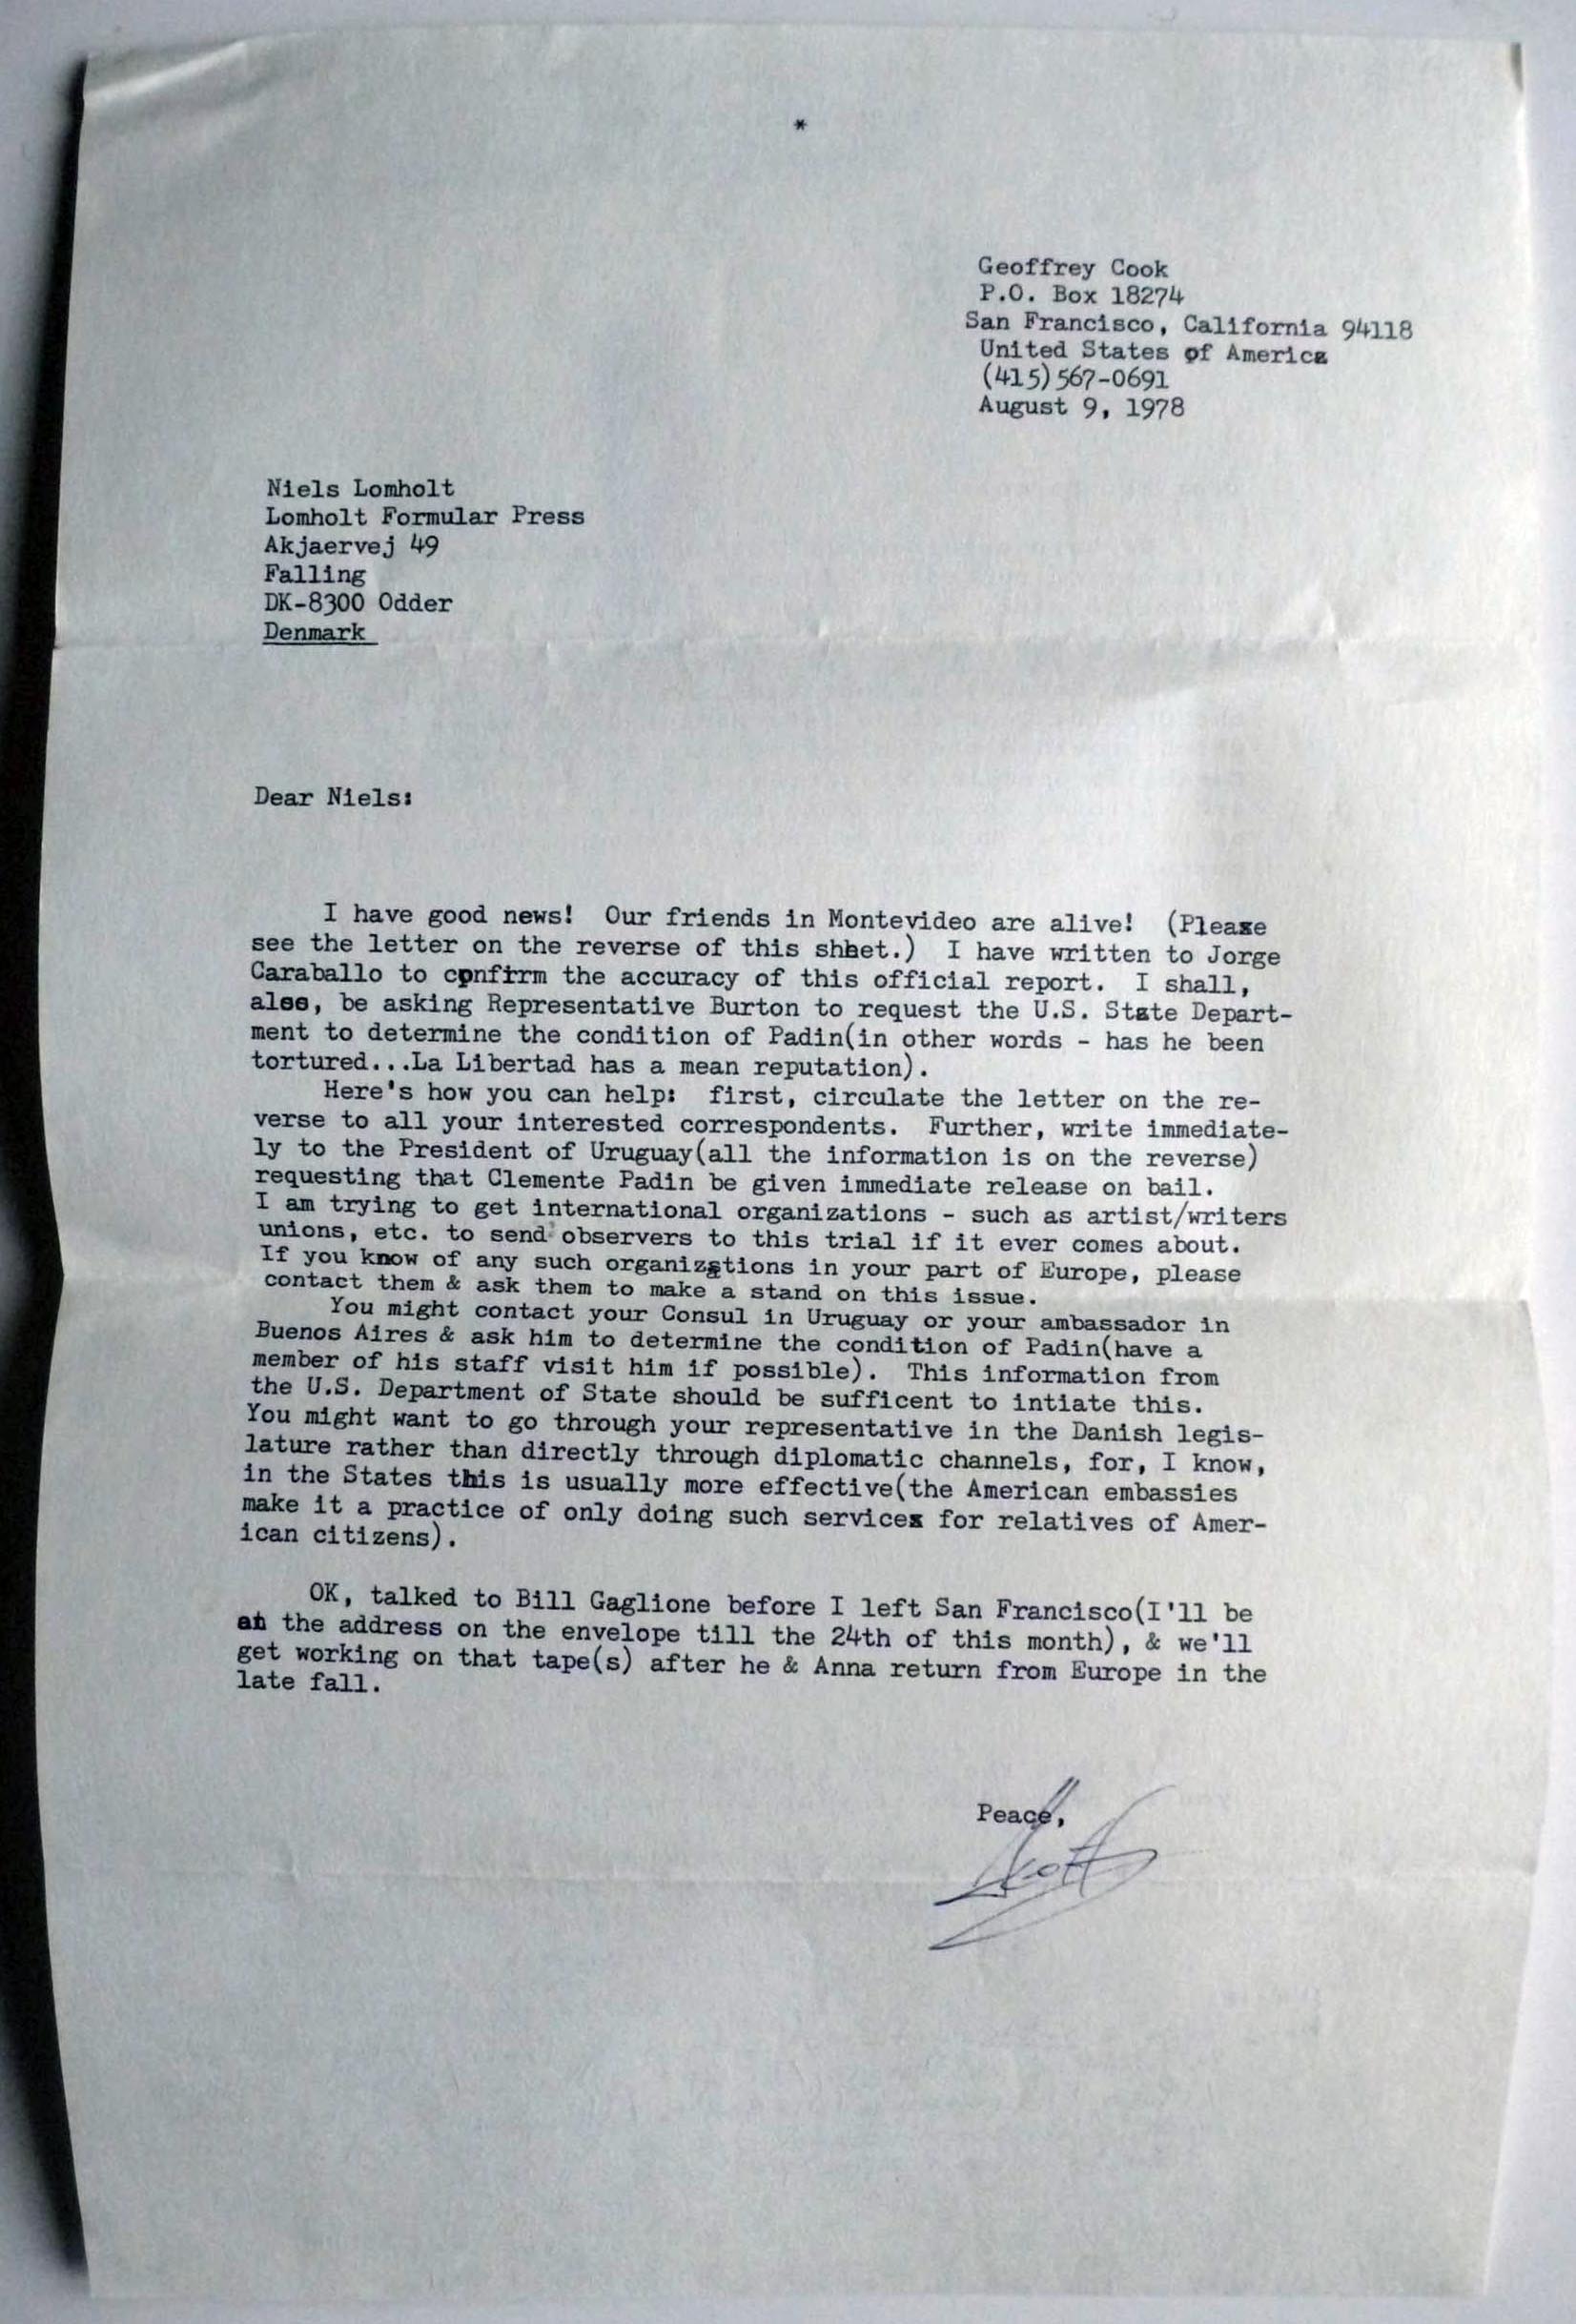 *
Geoffrey Cook
P.O. Box 18274
San Francisco, California 94118
United States of America
(415)567-0691
August 9, 1978
Niels Lomholt
Lomholt Formular Press
Akjaervej 49
Falling
DK-8300 Odder
Denmark
Dear Niels:
I have good news! Our friends in Montevideo are alive! (Please
see the letter on the reverse of this shhet.) I have written to Jorge
Caraballo to confirm the accuracy of this official report. I shall,
also, be asking Representative Burton to request the U.S. State Depart-
ment to determine the condition of Padin(in other words - has he been
tortured...La Libertad has a mean reputation).
Here's how you can help: first, circulate the letter on the re-
verse to all your interested correspondents. Further, write immediate-
ly to the President of Uruguay(all the information is on the reverse)
requesting that Clemente Padin be given immediate release on bail.
I am trying to get international organizations - such as artist/writers
unions, etc. to send observers to this trial if it ever comes about.
If you know of any such organizations in your part of Europe, please
contact them & ask them to make a stand on this issue.
You might contact your Consul in Uruguay or your ambassador in
Buenos Aires & ask him to determine the condition of Padin(have a
member of his staff visit him if possible). This information from
the U.S. Department of State should be sufficent to intiate this.
You might want to go through your representative in the Danish legis-
lature rather than directly through diplomatic channels, for, I know,
in the States this is usually more effective(the American embassies
make it a practice of only doing such services for relatives of Amer-
ican citizens).
OK, talked to Bill Gaglione before I left San Francisco(I'll be
at the address on the envelope till the 24th of this month), & we'll
get working on that tape(s) after he & Anna return from Europe in the
late fall.
Peace,